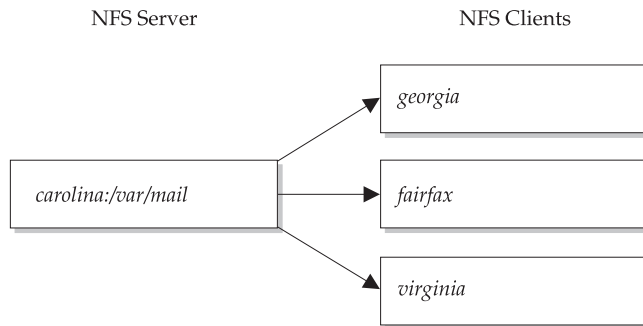 NFS Server
NFS Clients
georgia
carolina:/var/mail
fairfax
virginia